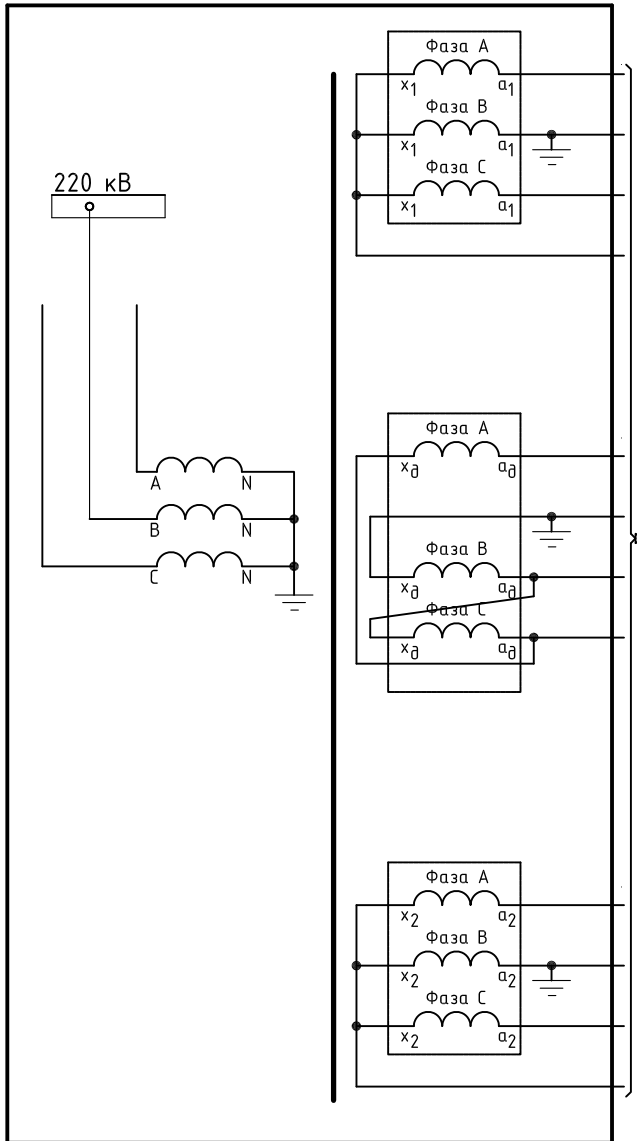 Фаза А
x1 a1
Фаза В
x1 a1
Фаза С
x1 a1
220 кВ
Фаза А
xд aд
A N
B N
C N
Фаза В
xд aд
Фаза С
xд aд
Фаза А
x2 a2
Фаза В
x2 a2
Фаза С
x2 a2